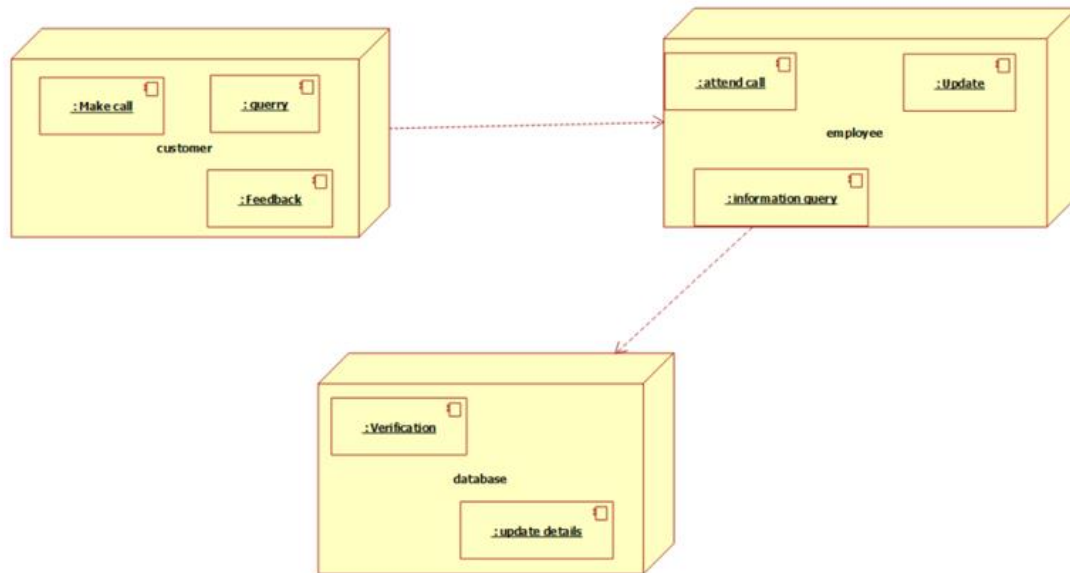 :Make call
:querry
customer
:Feedback
:attend call
:Update
employee
:information query
:Verification
database
:update details